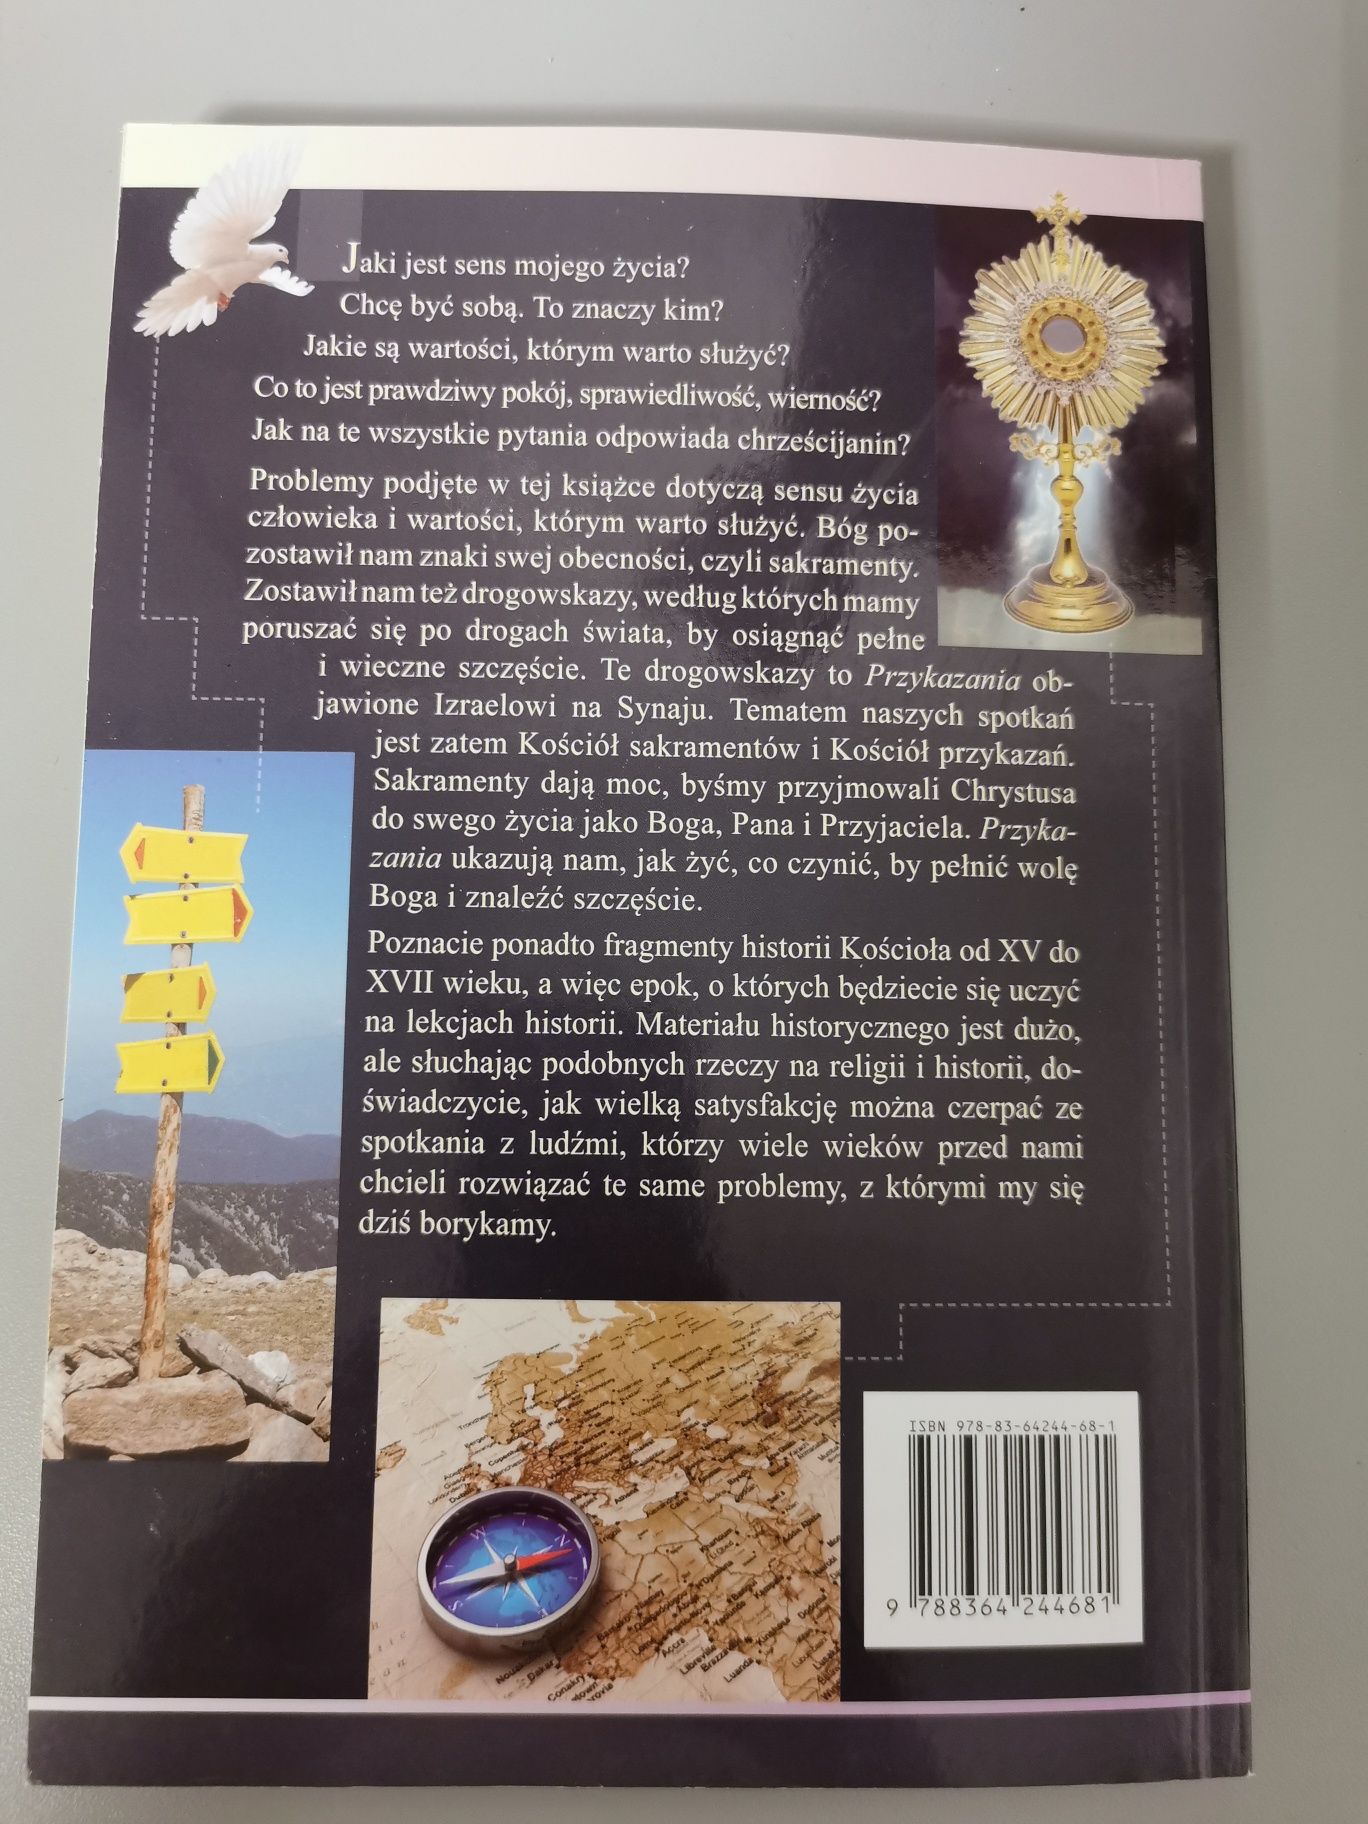 Jaki jest sens mojego życia?
Chcę być sobą. To znaczy kim?
Jakie są wartości, którym warto służyć?
Co to jest prawdziwy pokój, sprawiedliwość, wierność?
Jak na te wszystkie pytania odpowiada chrześcijanin?
Problemy podjęte w tej książce dotyczą sensu życia
człowieka i wartości, którym warto służyć. Bóg po-
zostawił nam znaki swej obecności, czyli sakramenty.
Zostawił nam też drogowskazy, według których mamy
poruszać się po drogach świata, by osiągnąć pełne
i wieczne szczęście. Te drogowskazy to Przykazania ob-
jawione Izraelowi na Synaju. Tematem naszych spotkań
jest zatem Kościół sakramentów i Kościół przykazań.
Sakramenty dają moc, byśmy przyjmowali Chrystusa
do swego życia jako Boga, Pana i Przyjaciela. Przyka-
zania ukazują nam, jak żyć, co czynić, by pełnić wolę
Boga i znaleźć szczęście.
Poznacie ponadto fragmenty historii Kościoła od XV do
XVII wieku, a więc epok, o których będziecie się uczyć
na lekcjach historii. Materiału historycznego jest dużo,
ale słuchając podobnych rzeczy na religii i historii, do-
świadczycie, jak wielką satysfakcję można czerpać ze
spotkania z ludźmi, którzy wiele wieków przed nami
chcieli rozwiązać te same problemy, z którymi my się
dziś borykamy.
ISBN 978-83-64244-68-1
9 788364 244681
W
N
S
Dakar
Conakry
Accra
Libreville
Brazza
Luanda